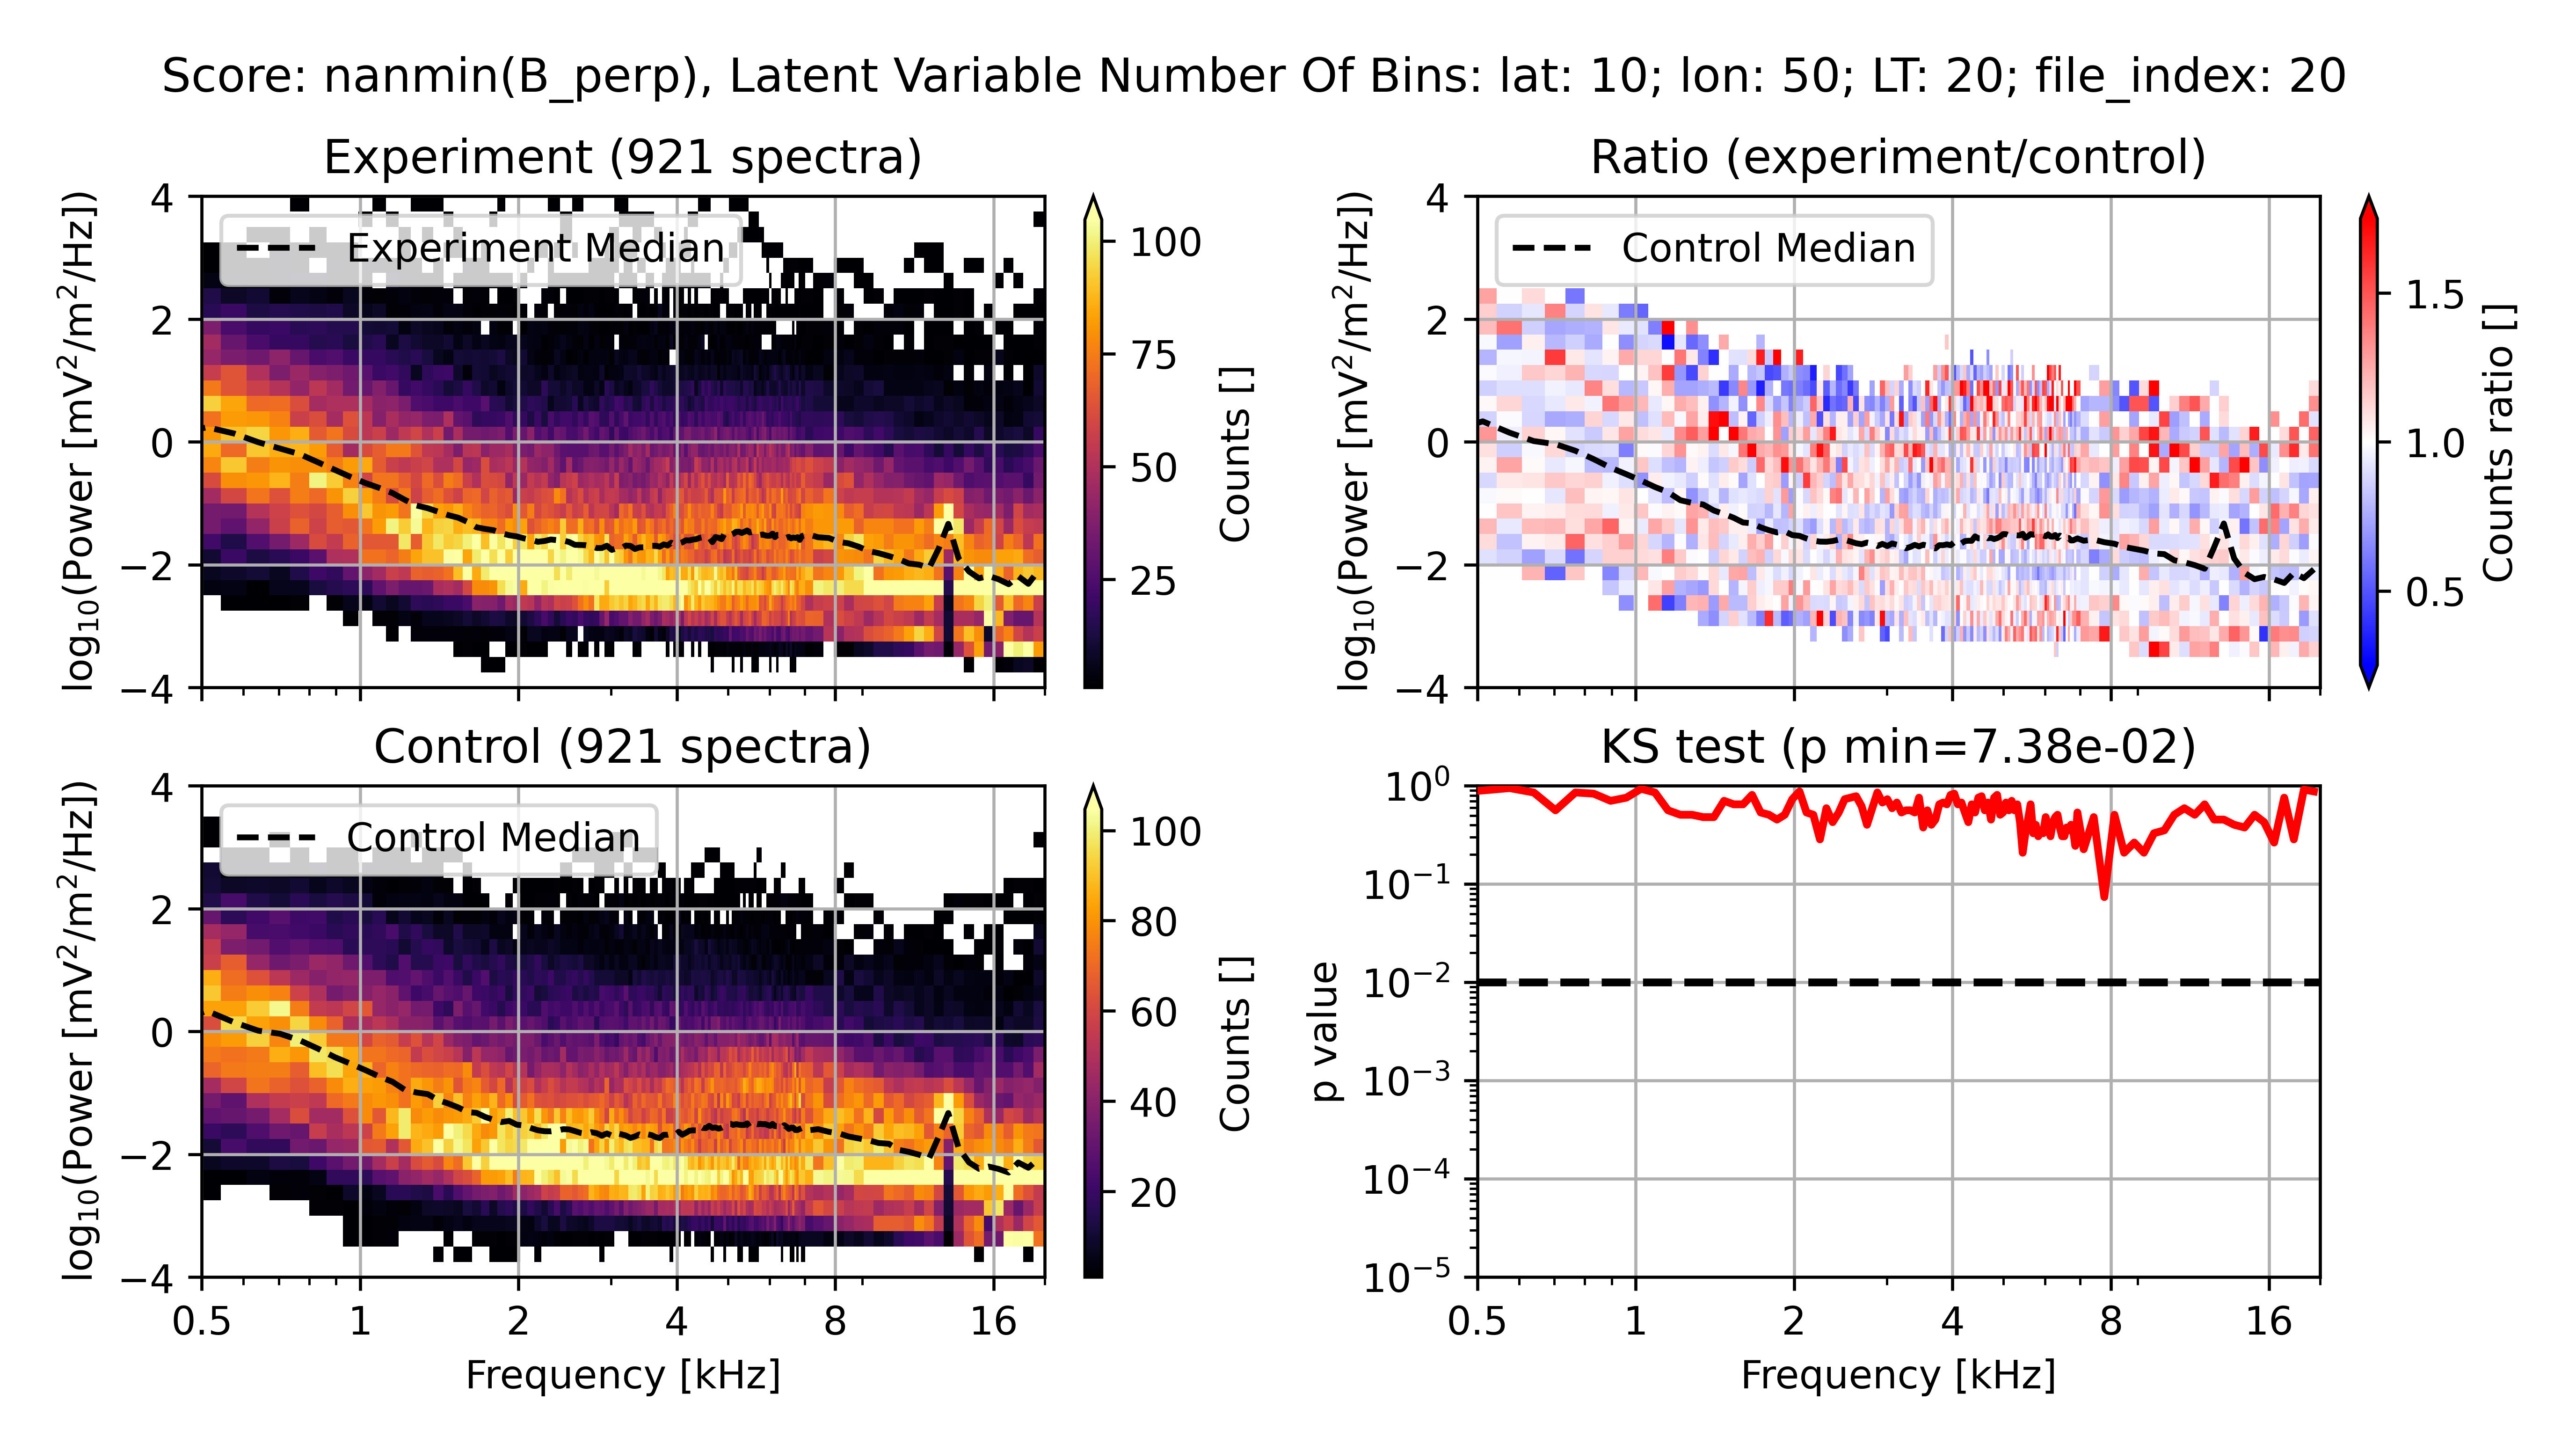 Score: nanmin(B_perp), Latent Variable Number Of Bins: lat: 10; lon: 50; LT: 20; file_index: 20
Experiment (921 spectra)
log₁₀(Power [mV²/m²/Hz])
4
2
0
−2
−4
Experiment Median
100
75
50
25
Counts []
Ratio (experiment/control)
log₁₀(Power [mV²/m²/Hz])
4
2
0
−2
−4
Control Median
1.5
1.0
0.5
Counts ratio []
Control (921 spectra)
log₁₀(Power [mV²/m²/Hz])
4
2
0
−2
−4
Control Median
0.5 1 2 4 8 16
Frequency [kHz]
100
80
60
40
20
Counts []
KS test (p min=7.38e-02)
p value
10⁰
10⁻¹
10⁻²
10⁻³
10⁻⁴
10⁻⁵
0.5 1 2 4 8 16
Frequency [kHz]